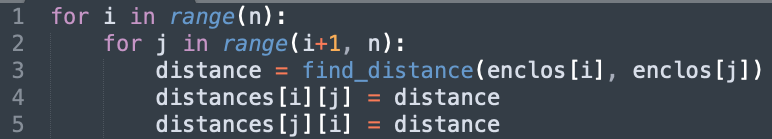 1 for i in range(n):
2     for j in range(i+1, n):
3         distance = find_distance(enclos[i], enclos[j])
4         distances[i][j] = distance
5         distances[j][i] = distance